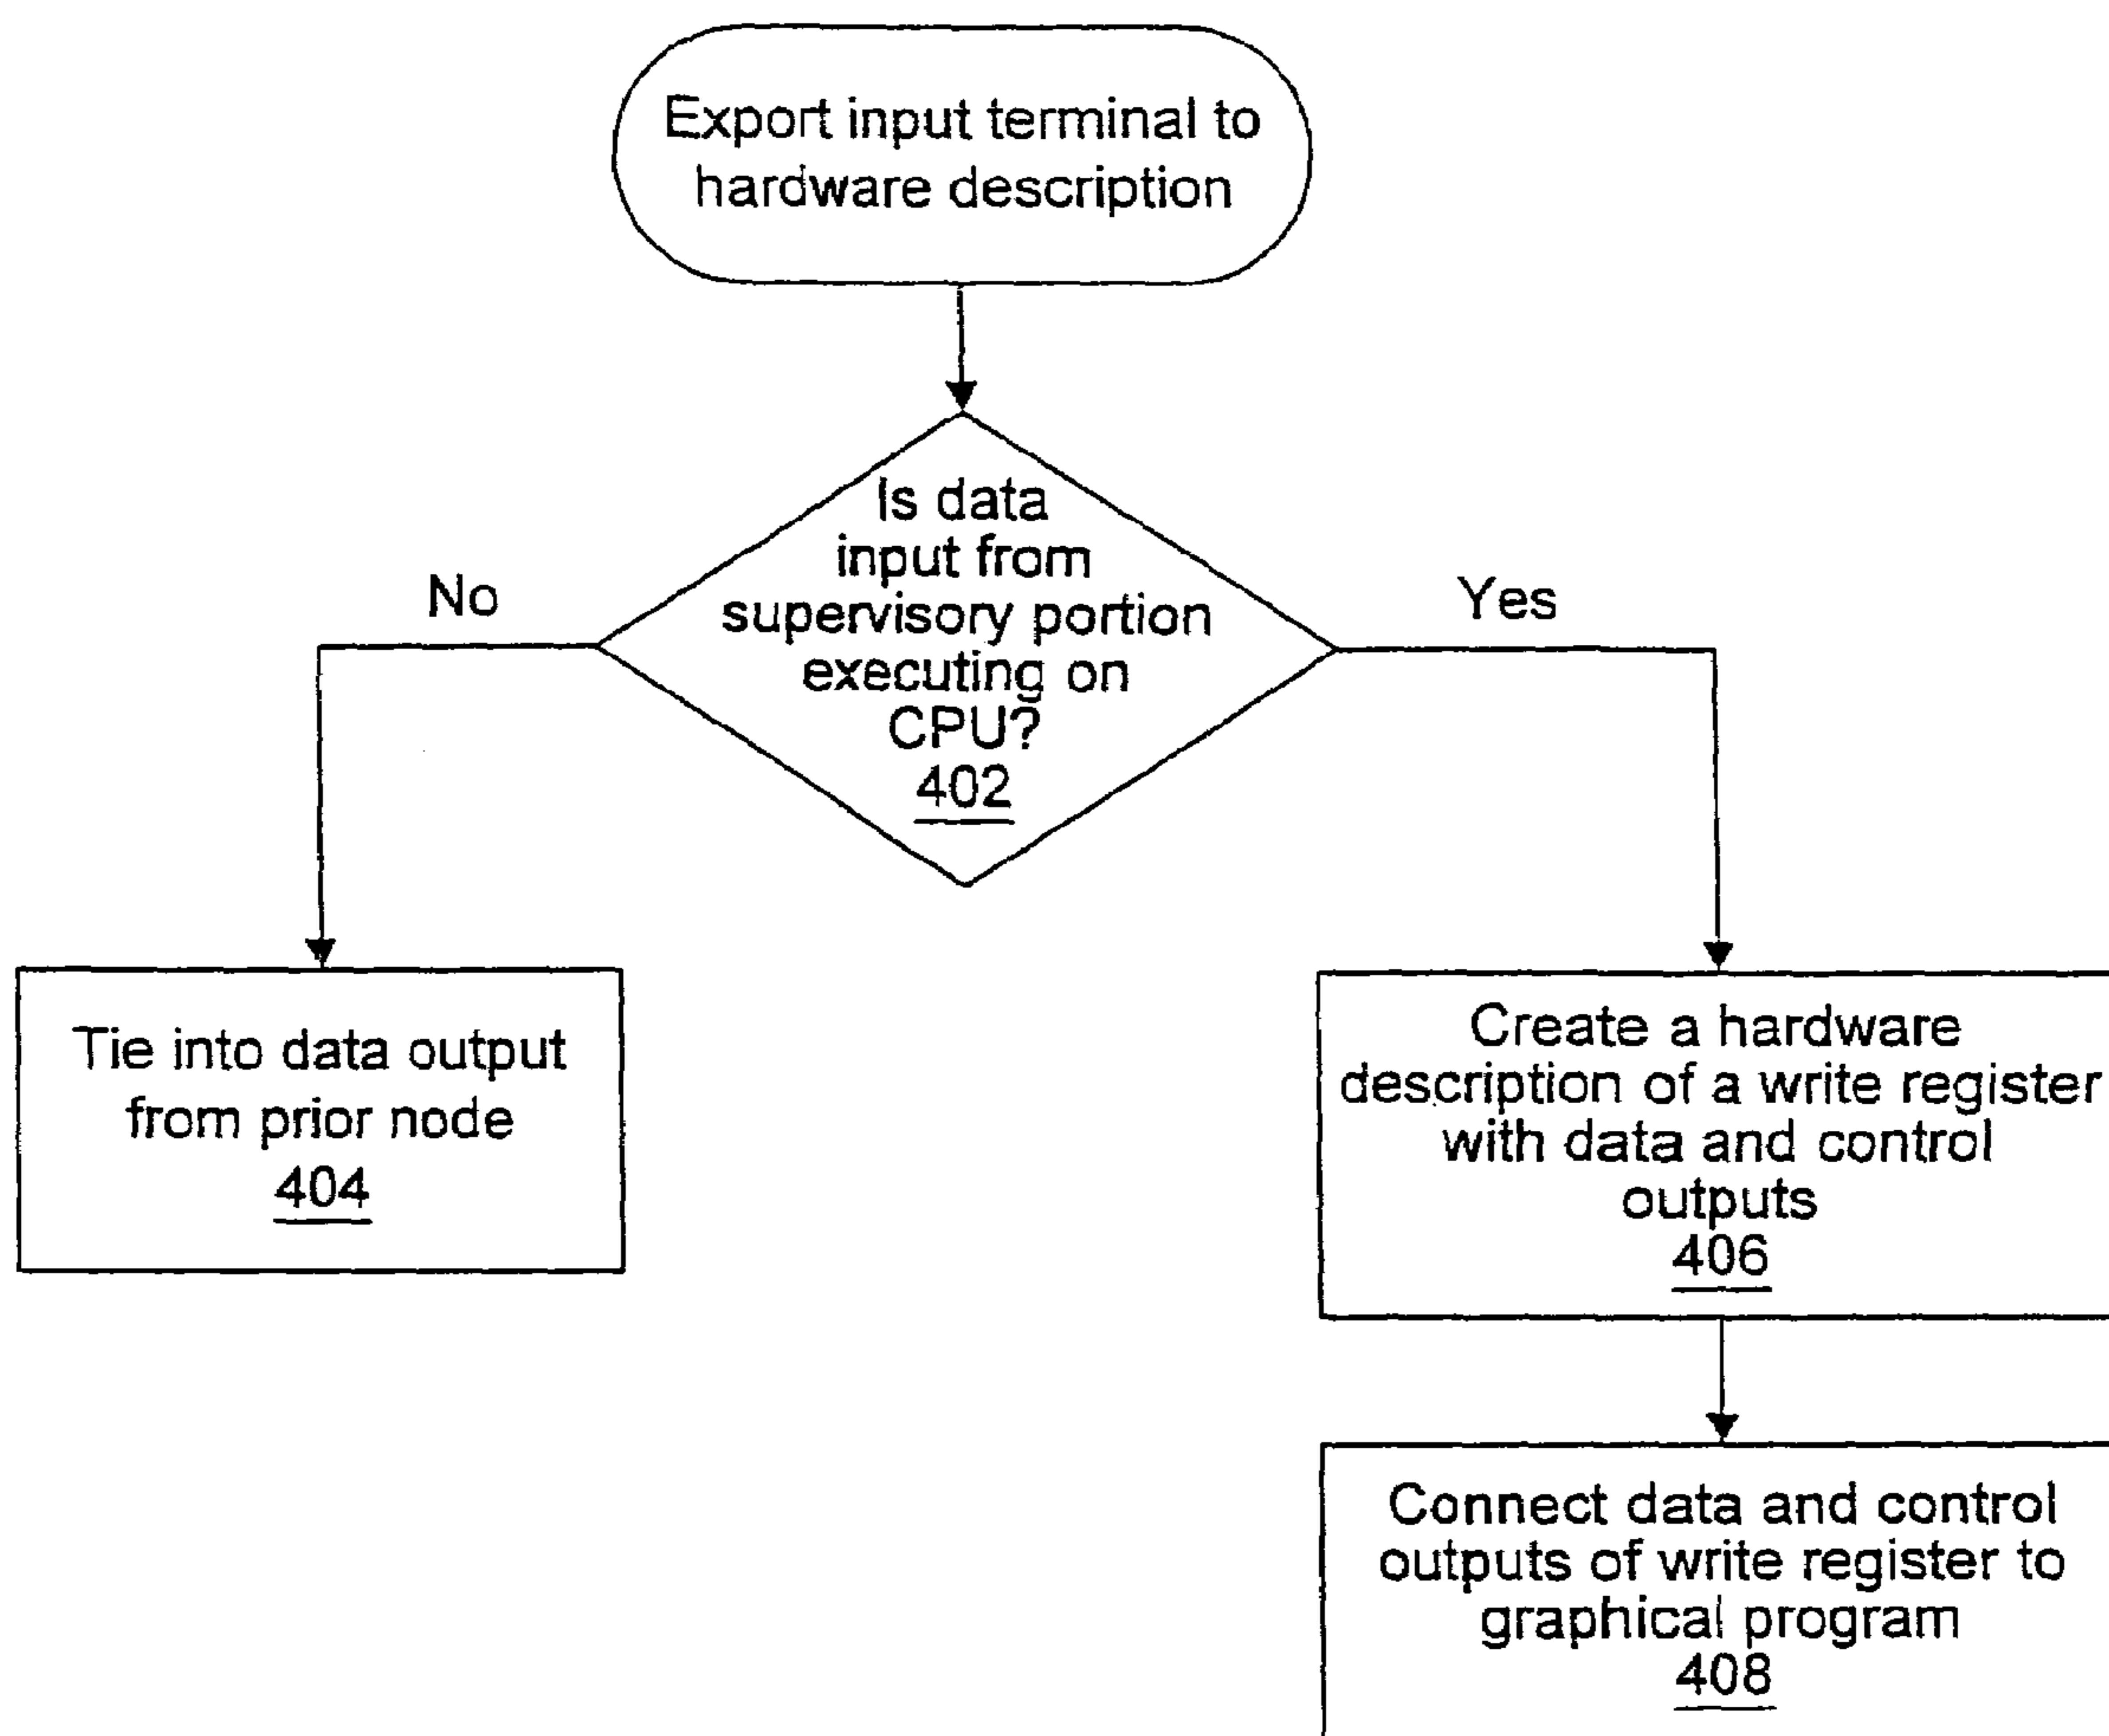 Export input terminal to
hardware description
Is data
input from
supervisory portion
executing on
CPU?
402
No
Yes
Tie into data output
from prior node
404
Create a hardware
description of a write register
with data and control
outputs
406
Connect data and control
outputs of write register to
graphical program
408